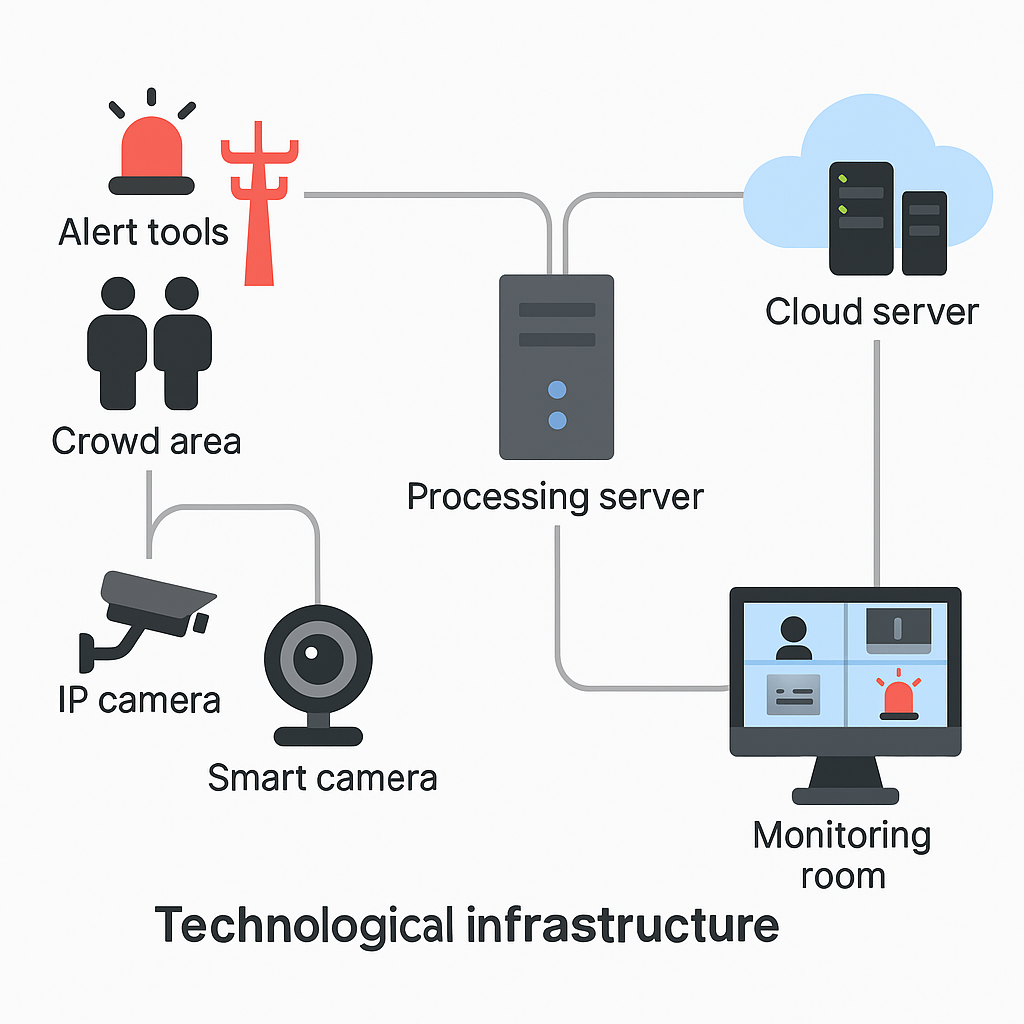 Alert tools
Cloud server
Crowd area
Processing server
IP camera
Smart camera
Monitoring
room
Technological infrastructure